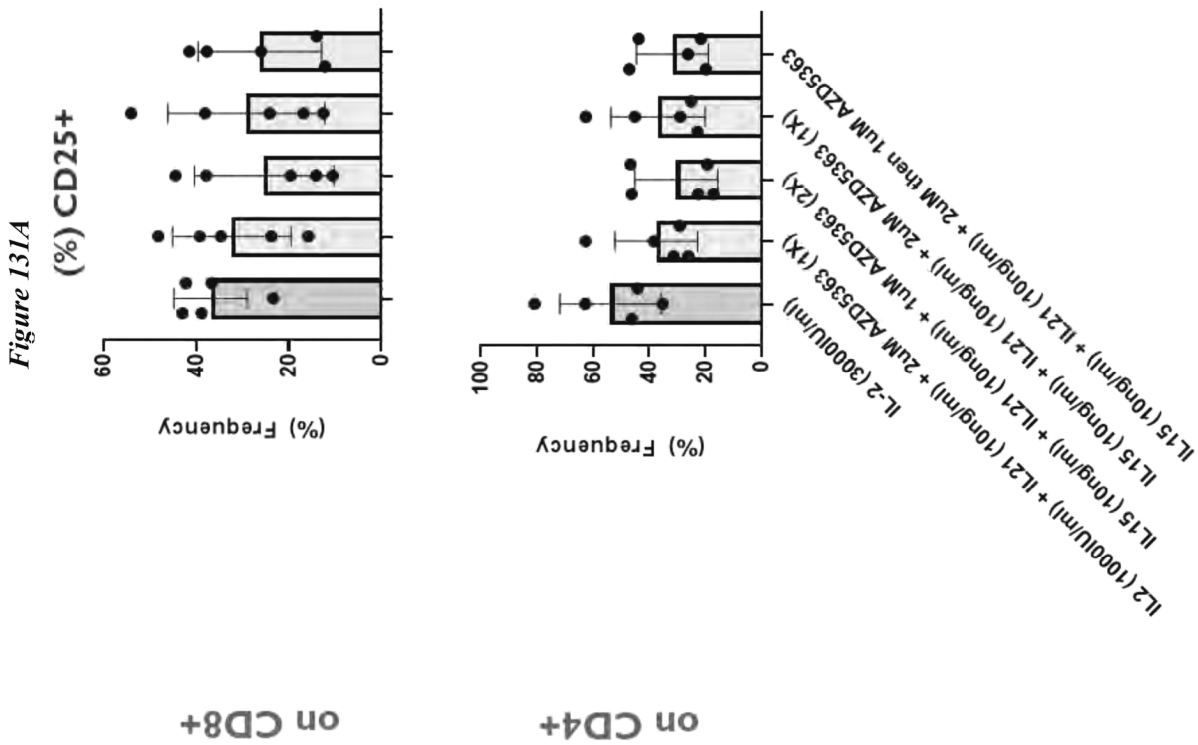 Figure 131A
(%) CD25+
on CD8+
(%) Frequency
60
40
20
0
on CD4+
(%) Frequency
100
80
60
40
20
0
IL-2 (3000IU/ml)
IL2 (1000IU/ml) + IL21 (10ng/ml) + 2uM AZD5363 (1X)
IL15 (10ng/ml) + IL21 (10ng/ml) + 1uM AZD5363 (2X)
IL15 (10ng/ml) + IL21 (10ng/ml) + 2uM AZD5363 (1X)
IL15 (10ng/ml) + IL21 (10ng/ml) + 2uM then 1uM AZD5363